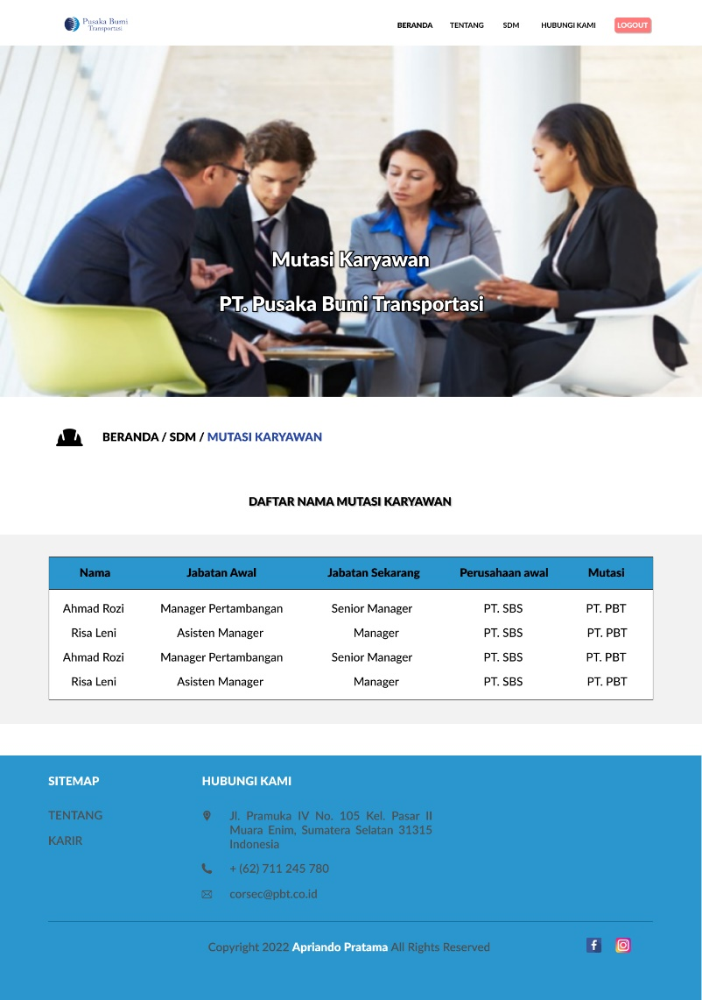 Pusaka Bumi
Transportasi
BERANDA TENTANG SDM HUBUNGI KAMI LOGOUT
Mutasi Karyawan
PT. Pusaka Bumi Transportasi
BERANDA / SDM / MUTASI KARYAWAN
DAFTAR NAMA MUTASI KARYAWAN
Nama Jabatan Awal Jabatan Sekarang Perusahaan awal Mutasi
Ahmad Rozi Manager Pertambangan Senior Manager PT. SBS PT. PBT
Risa Leni Asisten Manager Manager PT. SBS PT. PBT
Ahmad Rozi Manager Pertambangan Senior Manager PT. SBS PT. PBT
Risa Leni Asisten Manager Manager PT. SBS PT. PBT
SITEMAP
TENTANG
KARIR
HUBUNGI KAMI
Jl. Pramuka IV No. 105 Kel. Pasar II
Muara Enim, Sumatera Selatan 31315
Indonesia
+ (62) 711 245 780
corsec@pbt.co.id
Copyright 2022 Apriando Pratama All Rights Reserved